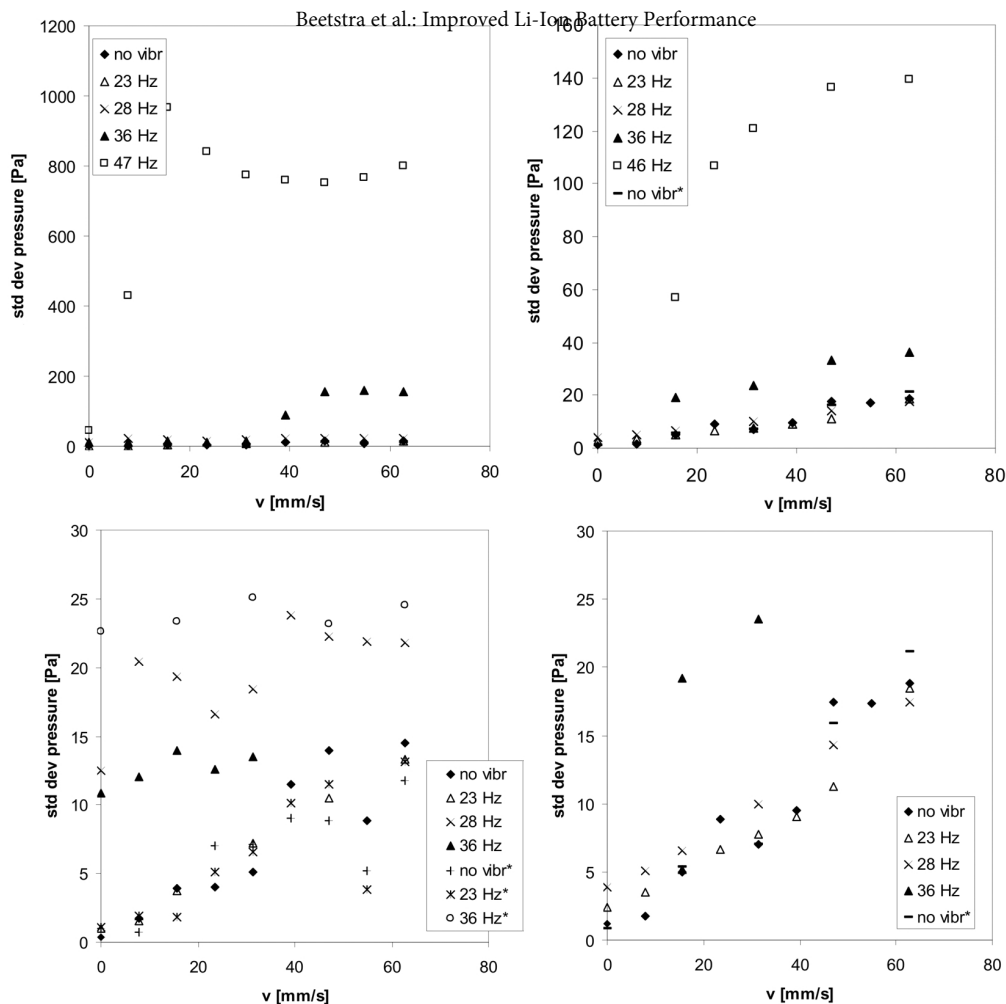 Beetstra et al.: Improved Li-Ion Battery Performance
1200
1000
800
600
400
200
0
std dev pressure [Pa]
no vibr
23 Hz
28 Hz
36 Hz
47 Hz
0 20 40 60 80
v [mm/s]
160
140
120
100
80
60
40
20
0
std dev pressure [Pa]
no vibr
23 Hz
28 Hz
36 Hz
46 Hz
no vibr*
0 20 40 60 80
v [mm/s]
30
25
20
15
10
5
0
std dev pressure [Pa]
no vibr
23 Hz
28 Hz
36 Hz
no vibr*
23 Hz*
36 Hz*
0 20 40 60 80
v [mm/s]
30
25
20
15
10
5
0
std dev pressure [Pa]
no vibr
23 Hz
28 Hz
36 Hz
no vibr*
0 20 40 60 80
v [mm/s]